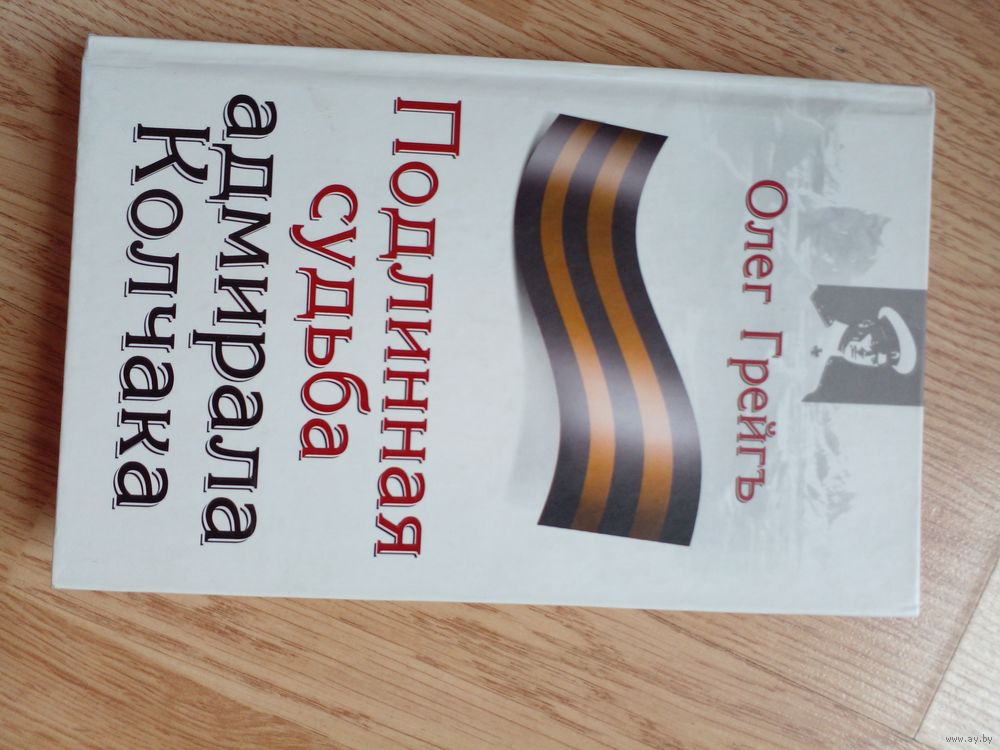 Олег Грейгъ
Подлинная
судьба
адмирала
Колчака
www.ay.by